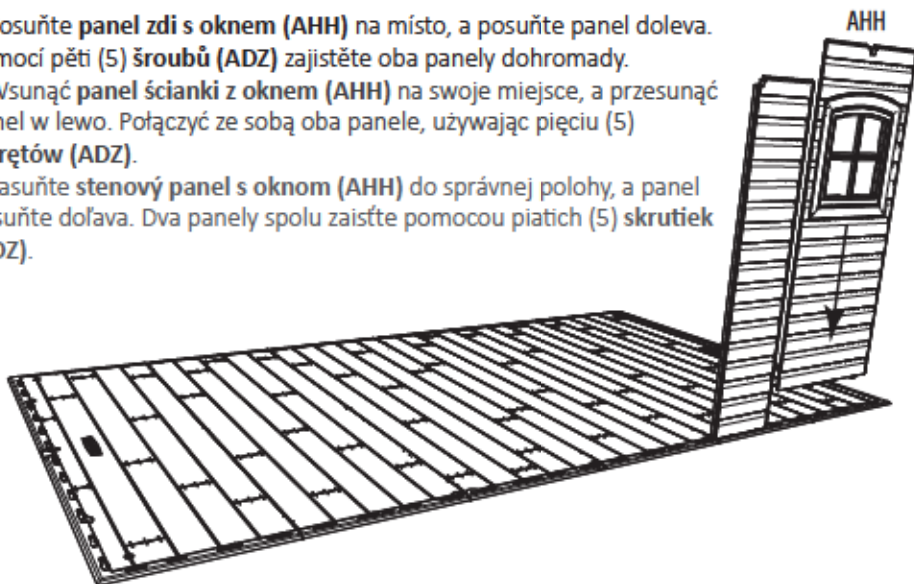 osuňte panel zdi s oknem (AHH) na místo, a posuňte panel doleva.
mocí pěti (5) šroubů (ADZ) zajistěte oba panely dohromady.
Wsunąć panel ścianki z oknem (AHH) na swoje miejsce, a przesunąć
nel w lewo. Połączyć ze sobą oba panele, używając pięciu (5)
rętów (ADZ).
asuňte stenový panel s oknom (AHH) do správnej polohy, a panel
suňte doľava. Dva panely spolu zaisťte pomocou piatich (5) skrutiek
DZ).
AHH